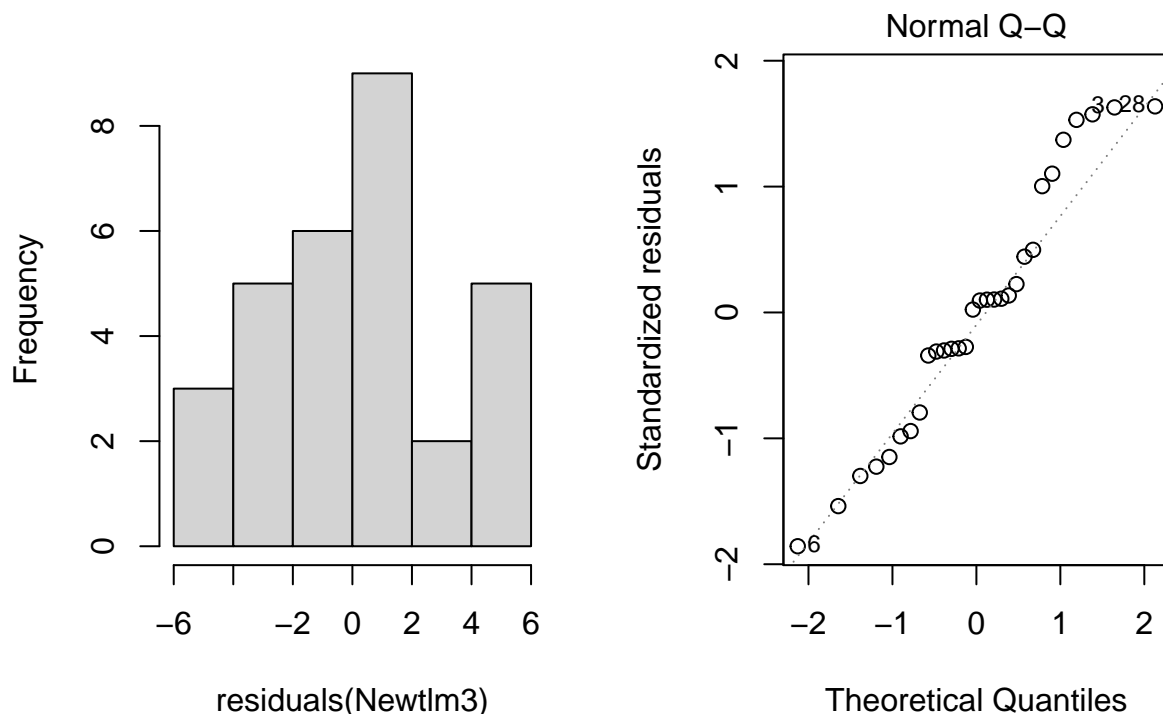 Frequency
0 2 4 6 8
−6 −2 0 2 4 6
residuals(Newtlm3)
Normal Q−Q
Standardized residuals
−2 −1 0 1 2
3 28
6
−2 −1 0 1 2
Theoretical Quantiles